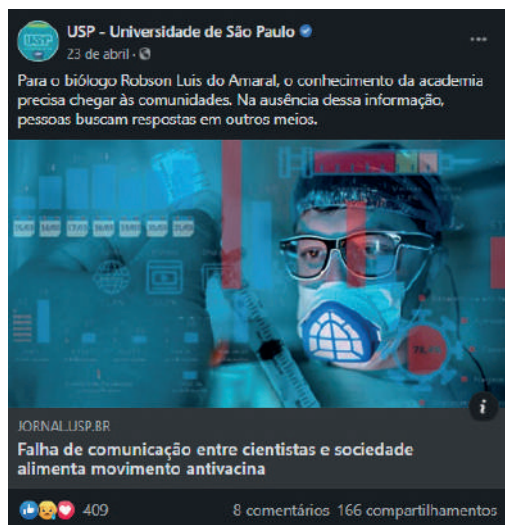 USP - Universidade de São Paulo
23 de abril ·
Para o biólogo Robson Luis do Amaral, o conhecimento da academia
precisa chegar às comunidades. Na ausência dessa informação,
pessoas buscam respostas em outros meios.
JORNAL.USP.BR
Falha de comunicação entre cientistas e sociedade
alimenta movimento antivacina
409
8 comentários 166 compartilhamentos